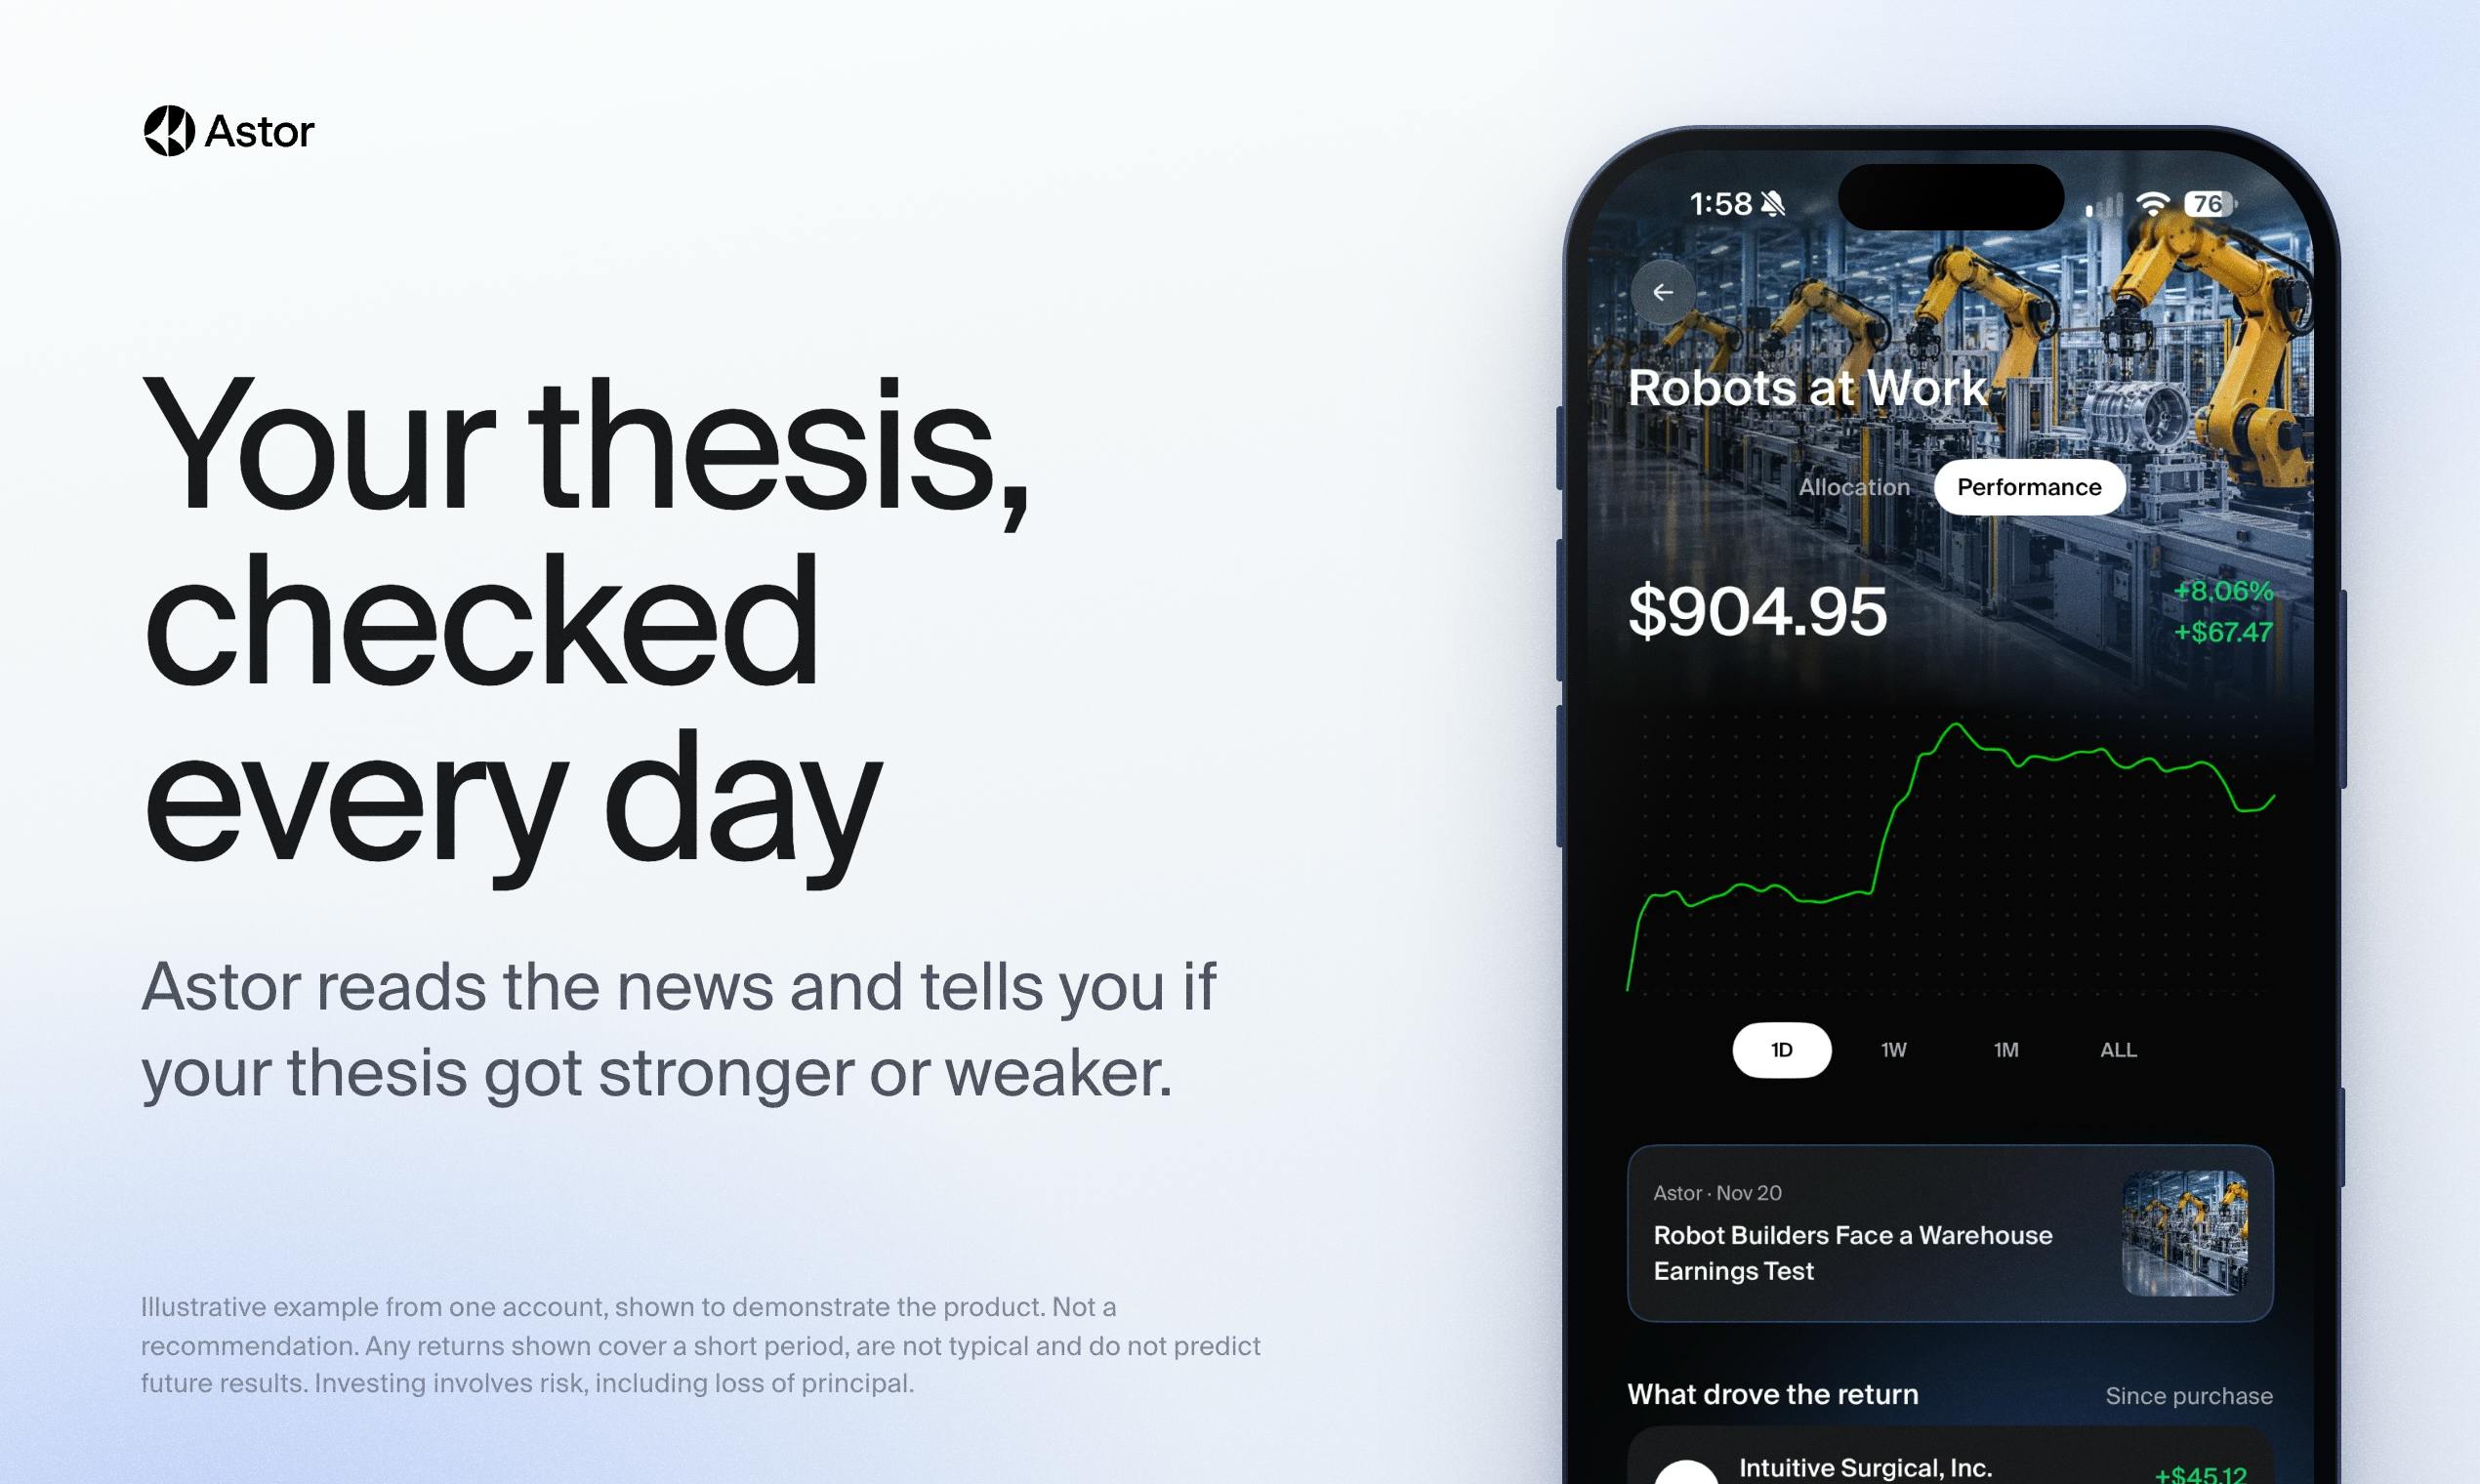 Astor
Your thesis,
checked
every day
Astor reads the news and tells you if
your thesis got stronger or weaker.
Illustrative example from one account, shown to demonstrate the product. Not a
recommendation. Any returns shown cover a short period, are not typical and do not predict
future results. Investing involves risk, including loss of principal.
1:58
76
Robots at Work
Allocation Performance
$904.95
+8.06%
+$67.47
1D 1W 1M ALL
Astor · Nov 20
Robot Builders Face a Warehouse
Earnings Test
What drove the return Since purchase
Intuitive Surgical, Inc.
+$45.12